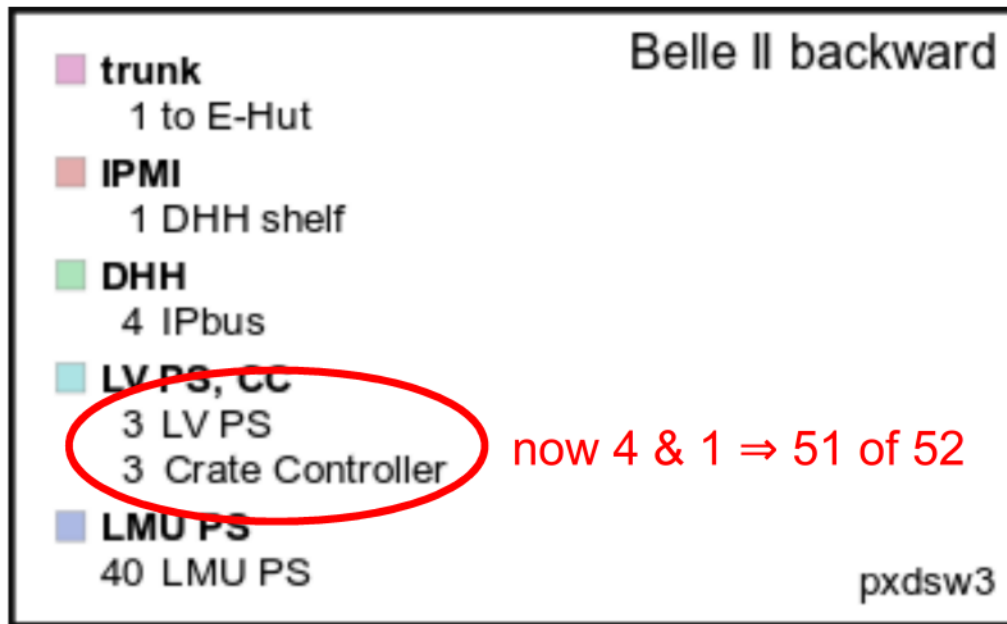 Belle II backward
trunk
1 to E-Hut
IPMI
1 DHH shelf
DHH
4 IPbus
LV PS, CC
3 LV PS
3 Crate Controller
now 4 & 1 ⇒ 51 of 52
LMU PS
40 LMU PS
pxdsw3